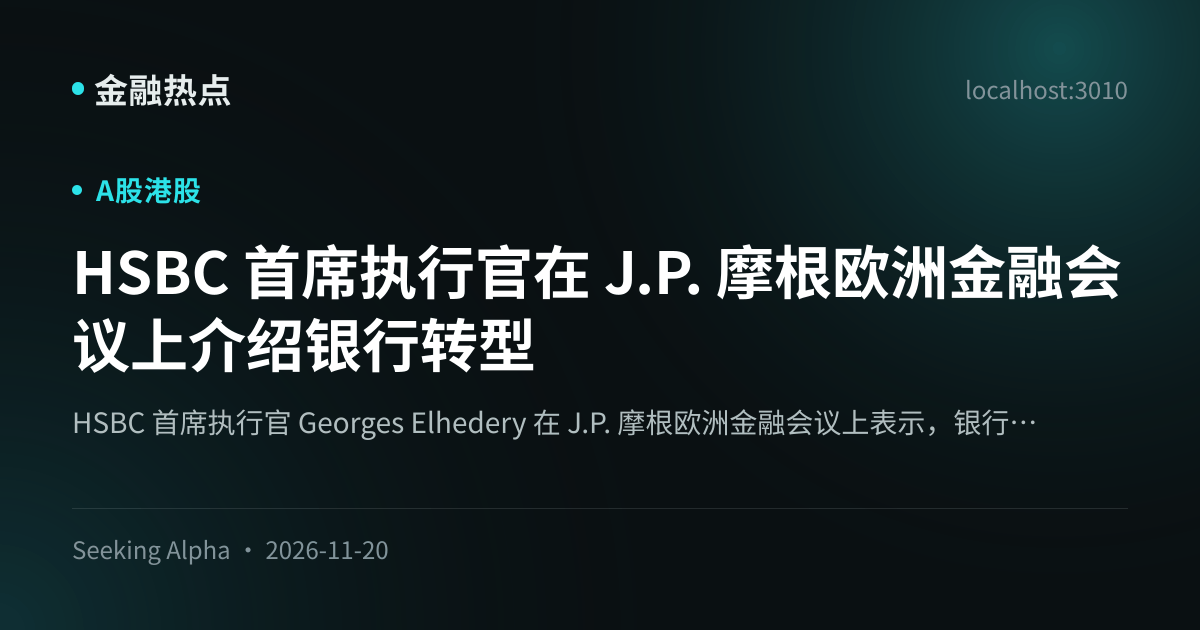 金融热点
localhost:3010
A股港股
HSBC 首席执行官在 J.P. 摩根欧洲金融会
议上介绍银行转型
HSBC 首席执行官 Georges Elhedery 在 J.P. 摩根欧洲金融会议上表示，银行…
Seeking Alpha · 2026-11-20